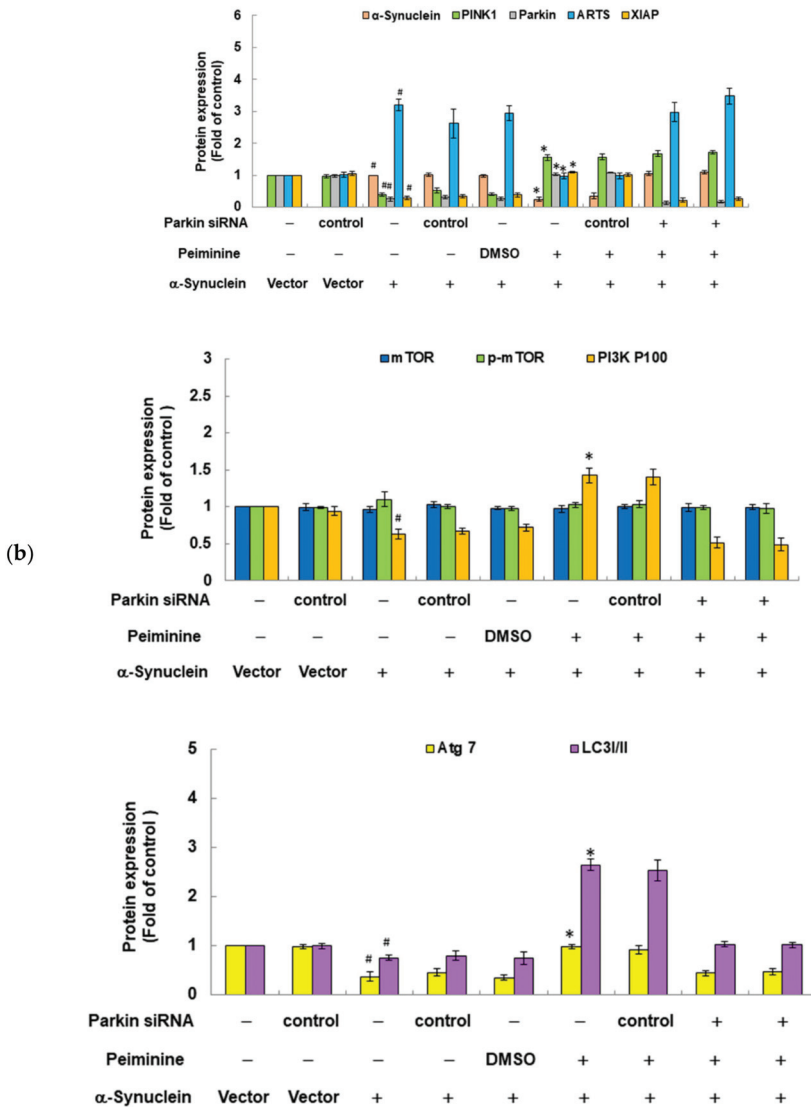 α-Synuclein PINK1 Parkin ARTS XIAP
6
5
4
3
2
1
0
Protein expression
(Fold of control)
# ## # # # * * * * *
Parkin siRNA – control – control – – control + +
Peiminine – – – – DMSO + + + +
α-Synuclein Vector Vector + + + + + + +
(b)
mTOR p-mTOR PI3K P100
3
2.5
2
1.5
1
0.5
0
Protein expression
(Fold of control )
# *
Parkin siRNA – control – control – – control + +
Peiminine – – – – DMSO + + + +
α-Synuclein Vector Vector + + + + + + +
Atg 7 LC3I/II
5
4
3
2
1
0
Protein expression
(Fold of control )
# # * *
Parkin siRNA – control – control – – control + +
Peiminine – – – – DMSO + + + +
α-Synuclein Vector Vector + + + + + + +